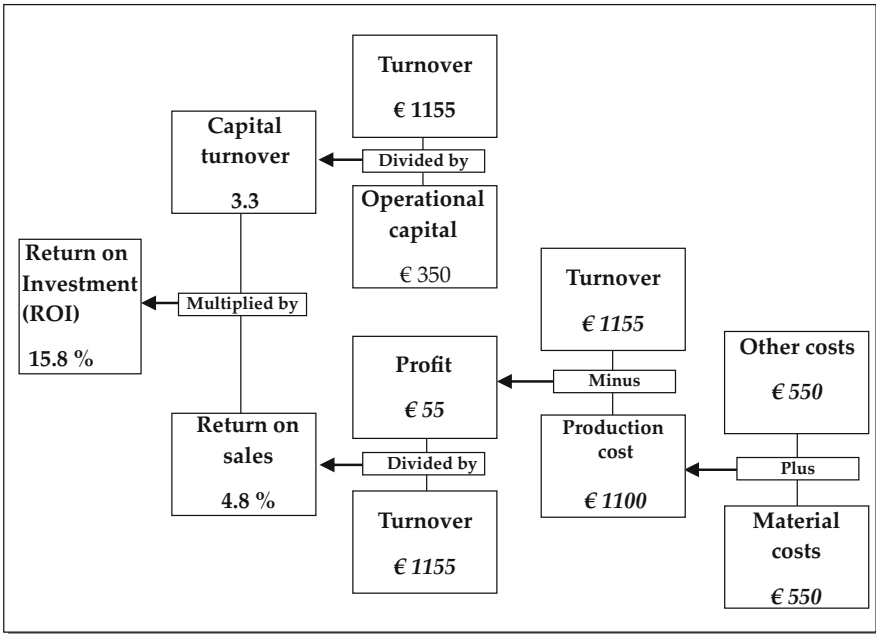 Turnover
€ 1155
Divided by
Operational
capital
€ 350
Capital
turnover
3.3
Return on
Investment
(ROI)
15.8 %
Multiplied by
Return on
sales
4.8 %
Profit
€ 55
Divided by
Turnover
€ 1155
Turnover
€ 1155
Minus
Production
cost
€ 1100
Other costs
€ 550
Plus
Material
costs
€ 550